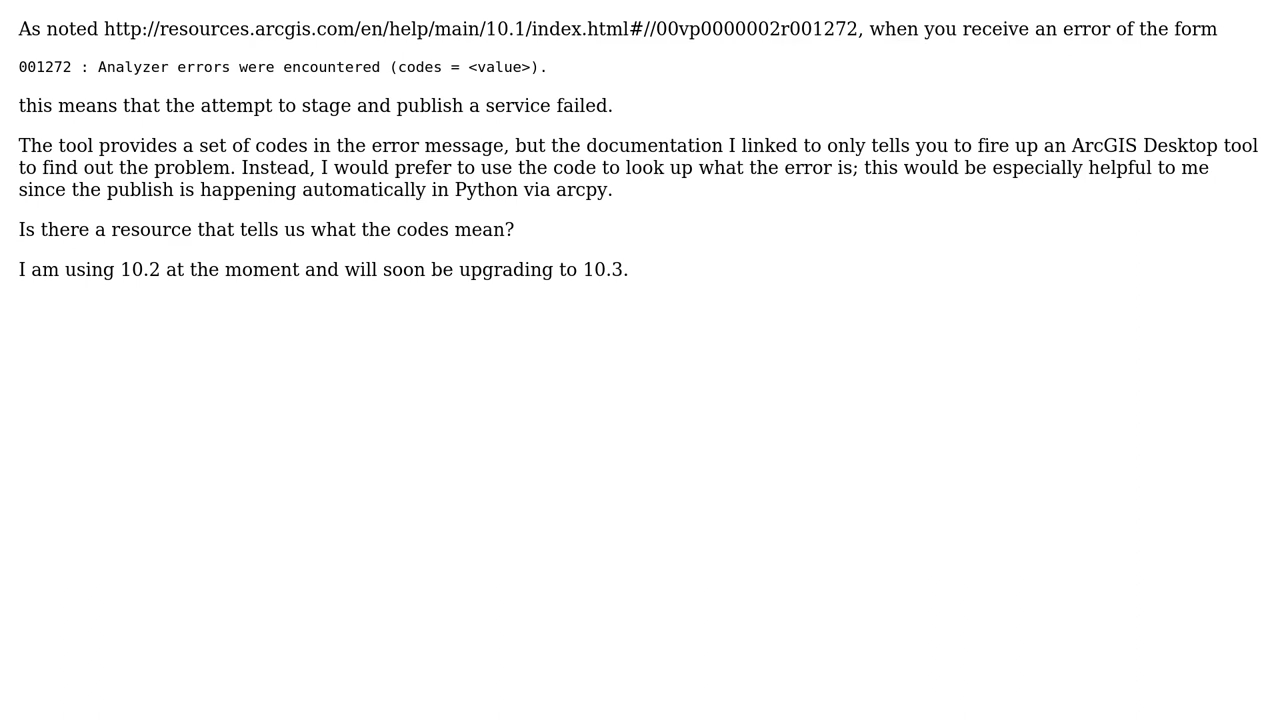 As noted http://resources.arcgis.com/en/help/main/10.1/index.html#//00vp0000002r001272, when you receive an error of the form
001272 : Analyzer errors were encountered (codes = <value>).
this means that the attempt to stage and publish a service failed.
The tool provides a set of codes in the error message, but the documentation I linked to only tells you to fire up an ArcGIS Desktop tool
to find out the problem. Instead, I would prefer to use the code to look up what the error is; this would be especially helpful to me
since the publish is happening automatically in Python via arcpy.
Is there a resource that tells us what the codes mean?
I am using 10.2 at the moment and will soon be upgrading to 10.3.